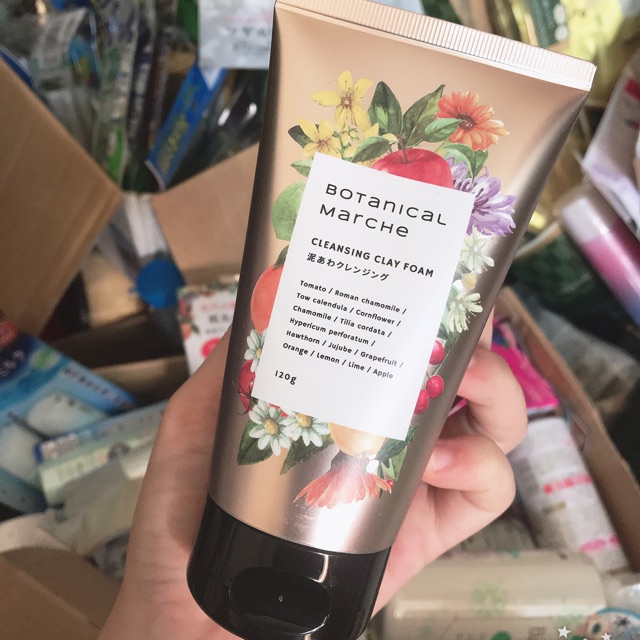 BOTANICAL
MARCHE
CLEANSING CLAY FOAM
泥あわクレンジング
Tomato / Roman chamomile /
Tow calendula / Cornflower /
Chamomile / Tilia cordata /
Hypericum perforatum /
Hawthorn / Jujube / Grapefruit /
Orange / Lemon / Lime / Apple
120g